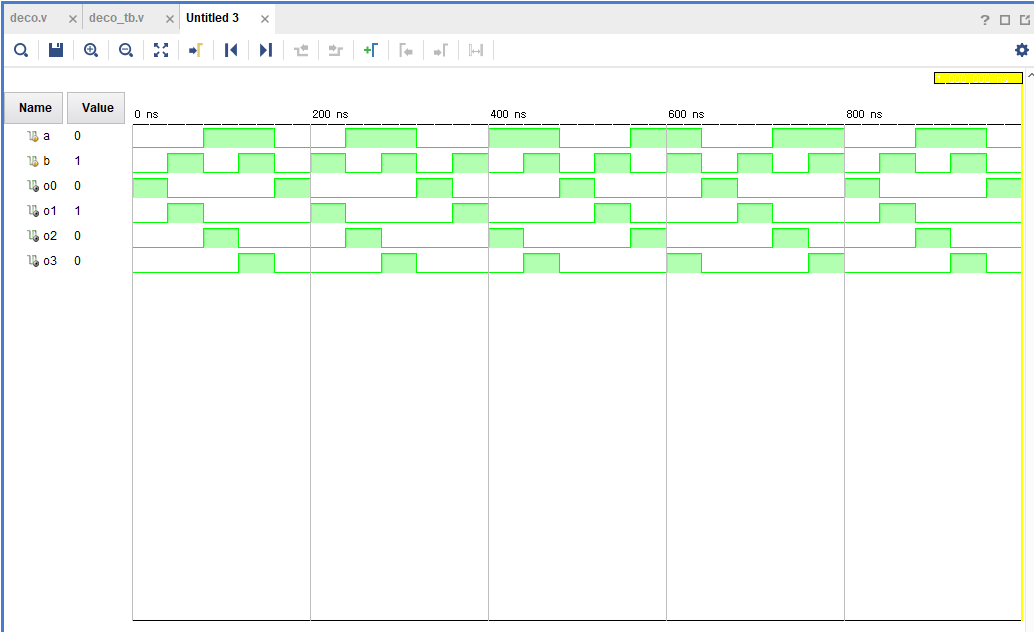 deco.v deco_tb.v Untitled 3
Name Value
0 ns 200 ns 400 ns 600 ns 800 ns
a 0
b 1
o0 0
o1 1
o2 0
o3 0